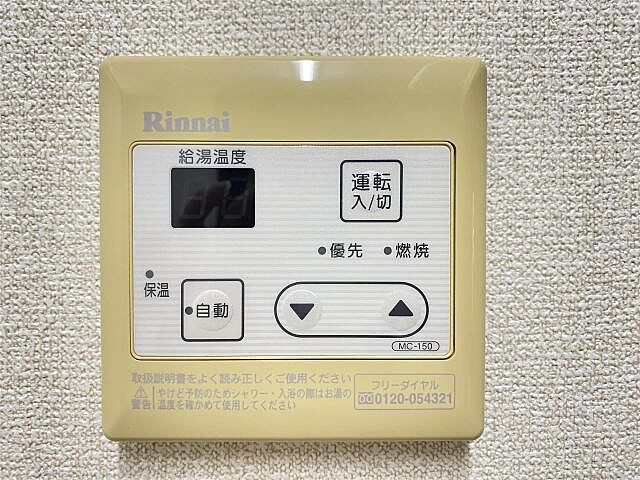 Rinnai
給湯温度
運転
入/切
優先
燃焼
保温
自動
MC-150
取扱説明書をよく読み正しくご使用ください
警告
やけど予防のためシャワー・入浴の際はお湯の
温度を確かめて使用してください
フリーダイヤル
0120-054321